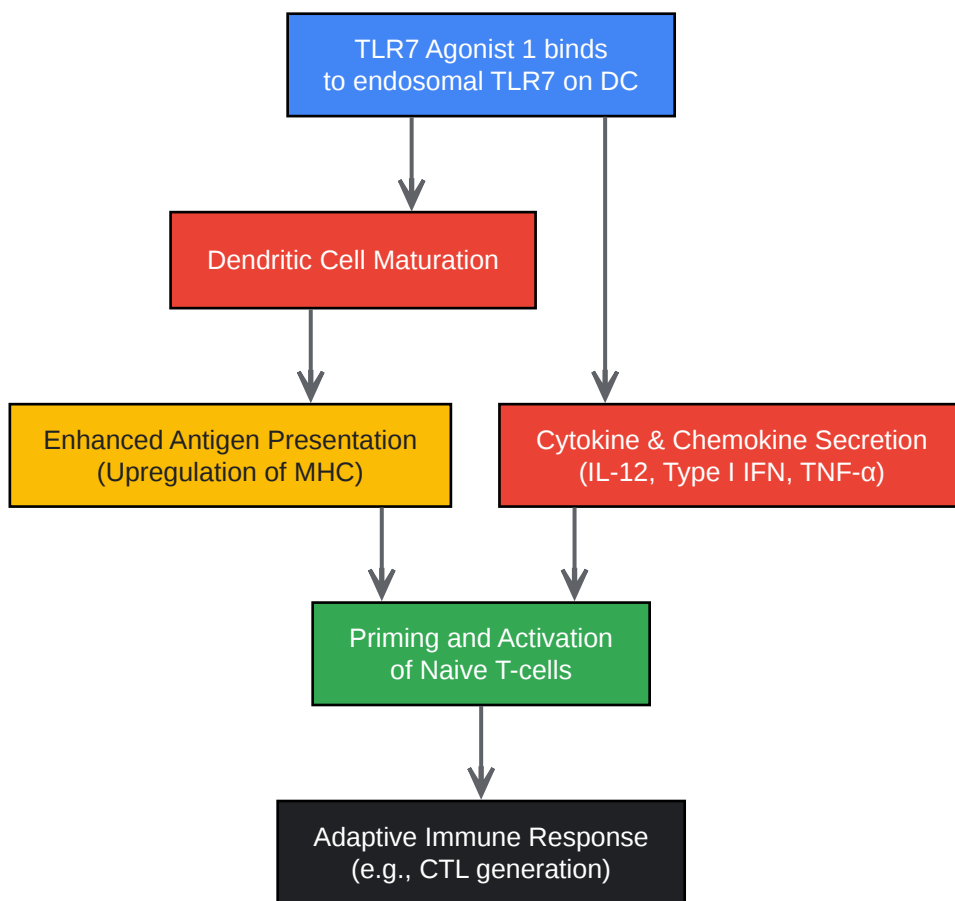 TLR7 Agonist 1 binds
to endosomal TLR7 on DC
Dendritic Cell Maturation
Enhanced Antigen Presentation
(Upregulation of MHC)
Cytokine & Chemokine Secretion
(IL-12, Type I IFN, TNF-α)
Priming and Activation
of Naive T-cells
Adaptive Immune Response
(e.g., CTL generation)